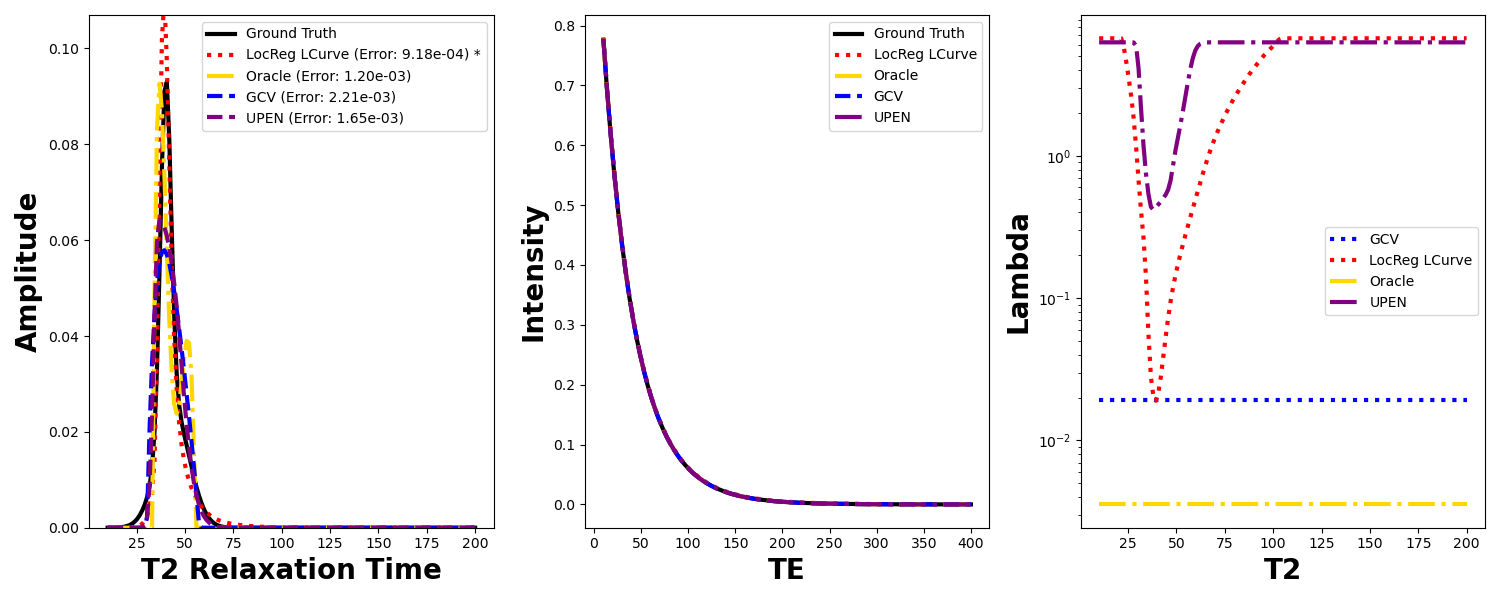 Amplitude
0.10
0.08
0.06
0.04
0.02
0.00
Ground Truth
LocReg LCurve (Error: 9.18e-04) *
Oracle (Error: 1.20e-03)
GCV (Error: 2.21e-03)
UPEN (Error: 1.65e-03)
25 50 75 100 125 150 175 200
T2 Relaxation Time
Intensity
0.8
0.7
0.6
0.5
0.4
0.3
0.2
0.1
0.0
Ground Truth
LocReg LCurve
Oracle
GCV
UPEN
0 50 100 150 200 250 300 350 400
TE
Lambda
10⁰
10⁻¹
10⁻²
GCV
LocReg LCurve
Oracle
UPEN
25 50 75 100 125 150 175 200
T2